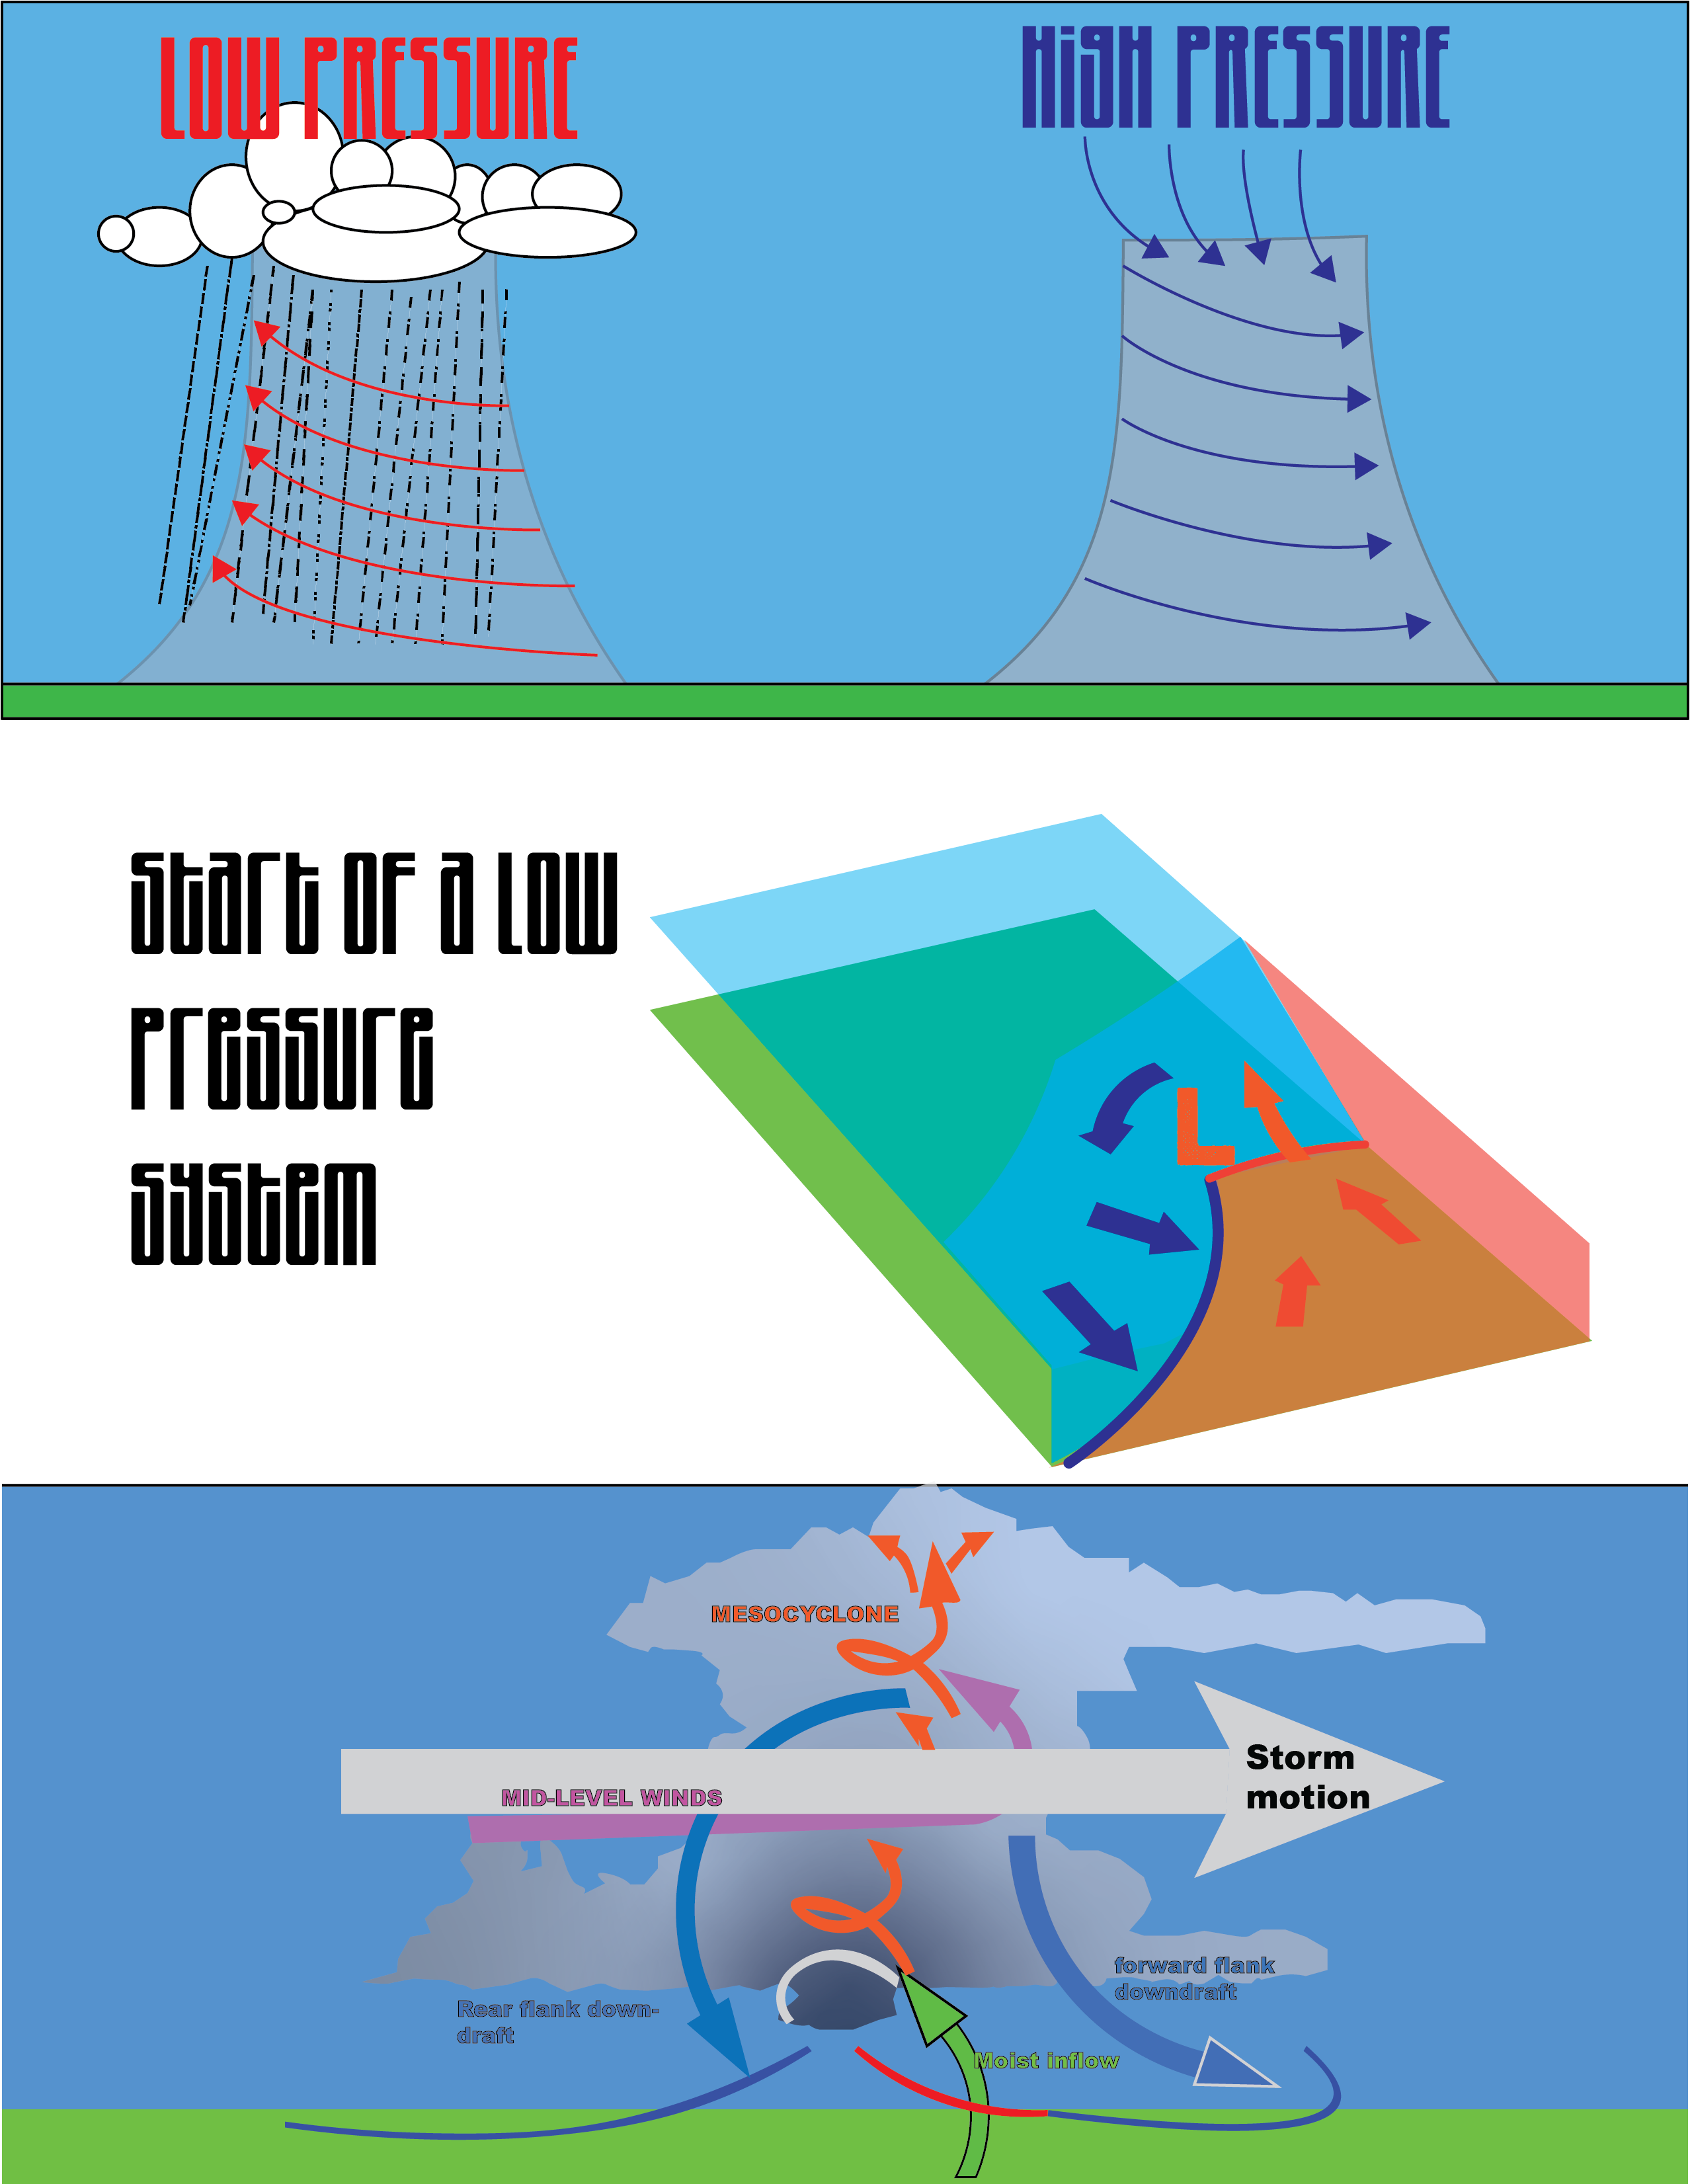 LOW PRESSURE
HiGH PRESSURE
Start OF A LOW
Pressure
System
L
MESOCYCLONE
Storm
motion
MID-LEVEL WINDS
forward flank
downdraft
Rear flank down-
draft
Moist inflow